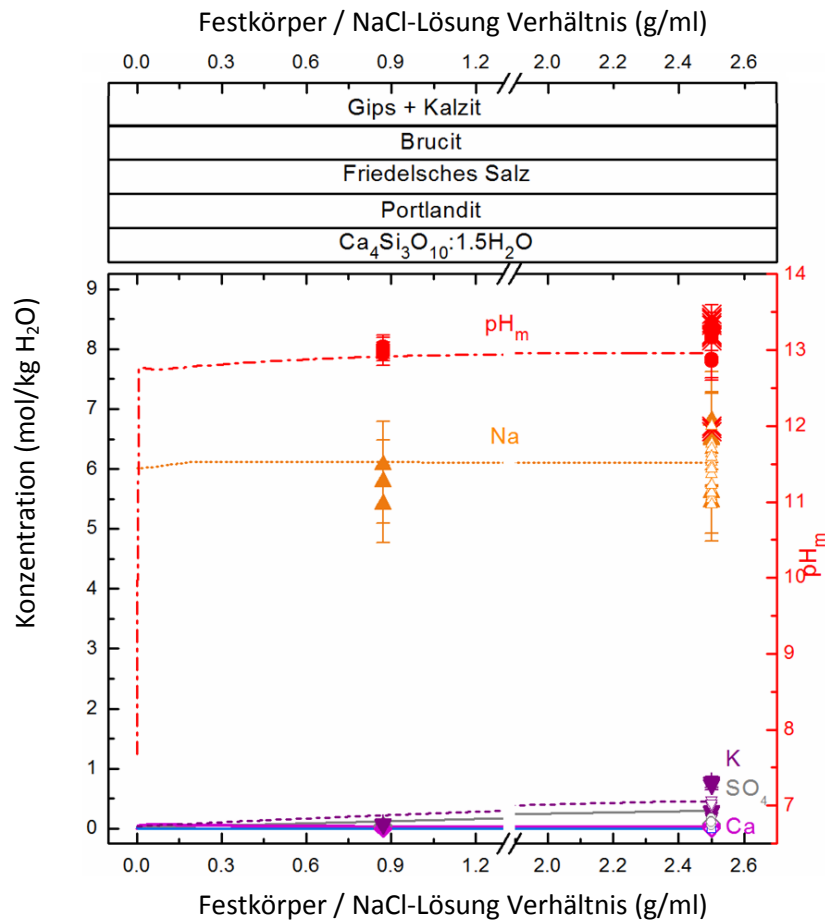 Festkörper / NaCl-Lösung Verhältnis (g/ml)
0.0 0.3 0.6 0.9 1.2 2.0 2.4 2.6
Gips + Kalzit
Brucit
Friedelsches Salz
Portlandit
Ca₄Si₃O₁₀:1.5H₂O
Konzentration (mol/kg H₂O)
9
8
7
6
5
4
3
2
1
0
pHₘ
Na
K
SO₄
Ca
14
13
12
11
10
9
8
7
pHₘ
0.0 0.3 0.6 0.9 1.2 2.0 2.4 2.6
Festkörper / NaCl-Lösung Verhältnis (g/ml)